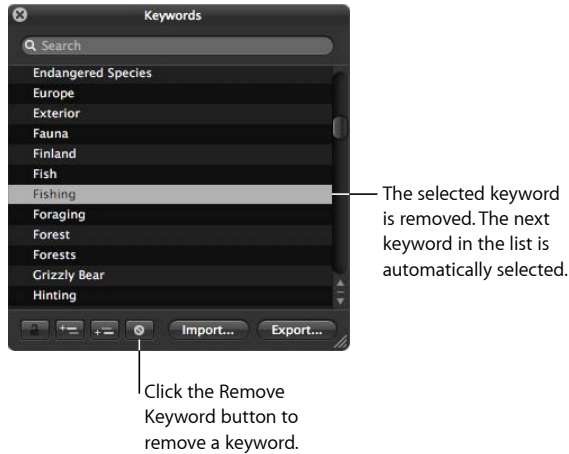 Keywords
Search
Endangered Species
Europe
Exterior
Fauna
Finland
Fish
Fishing
Foraging
Forest
Forests
Grizzly Bear
Hinting
Import...
Export...
The selected keyword
is removed. The next
keyword in the list is
automatically selected.
Click the Remove
Keyword button to
remove a keyword.